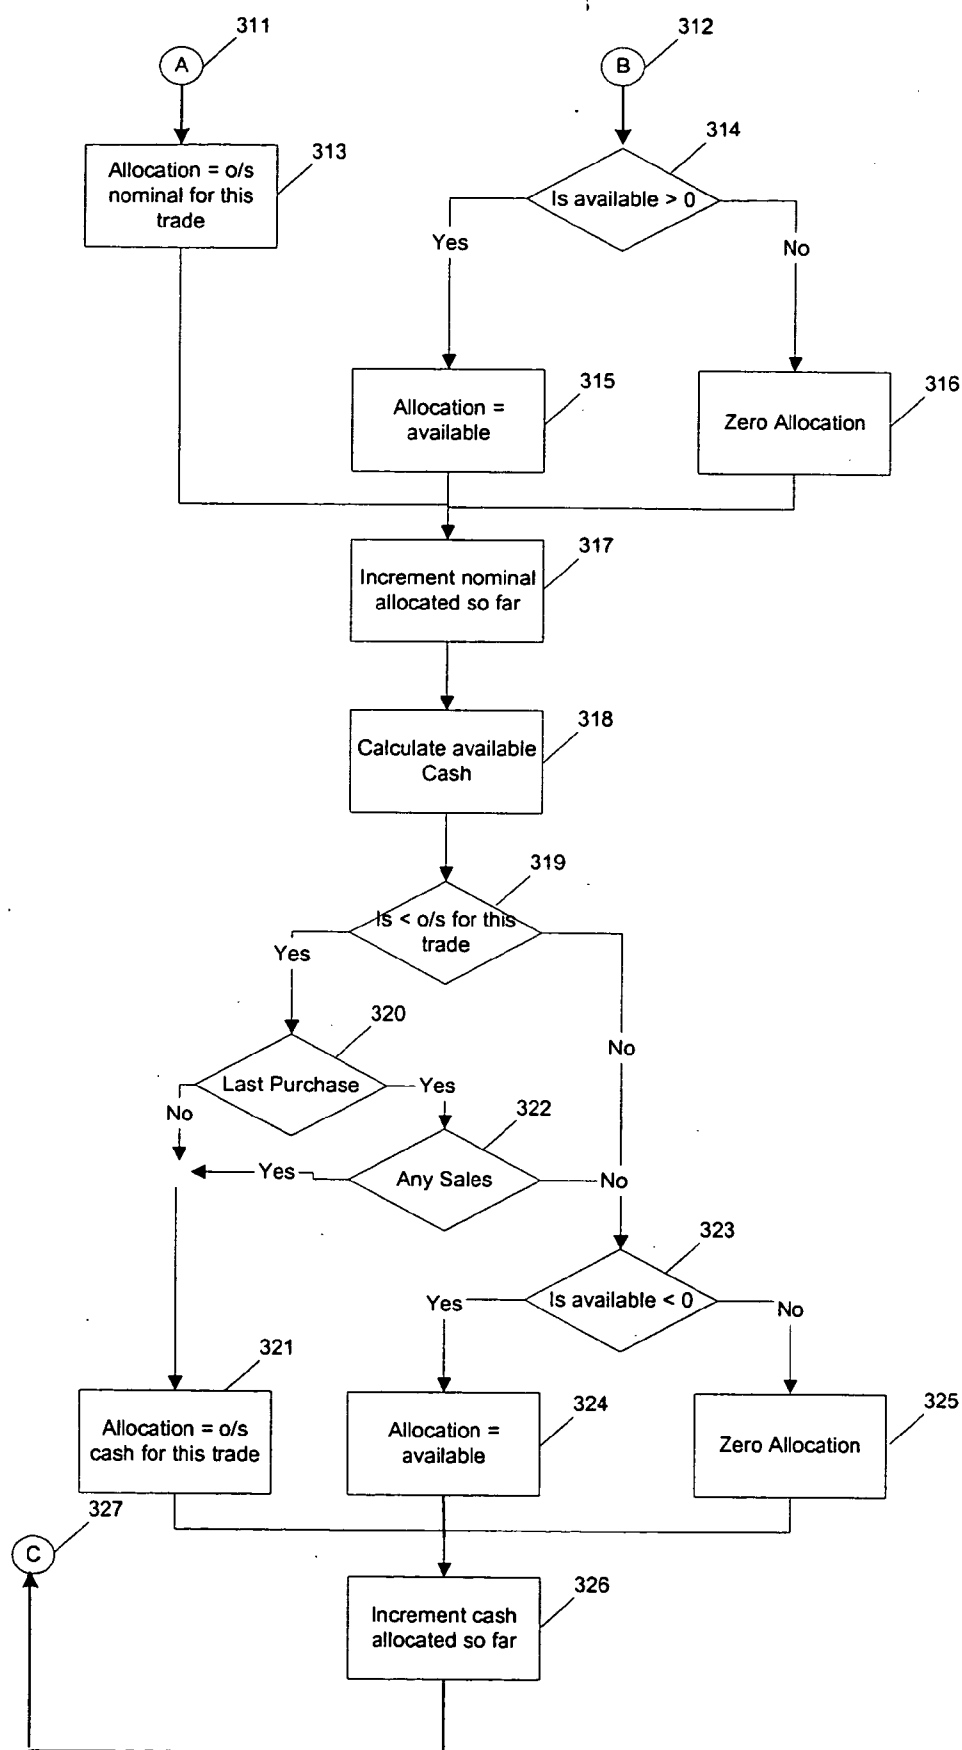 311
312
A
B
314
313
Allocation = o/s
nominal for this
trade
Is available > 0
Yes
No
315
316
Allocation =
available
Zero Allocation
317
Increment nominal
allocated so far
318
Calculate available
Cash
319
Is < o/s for this
trade
Yes
320
No
Last Purchase
Yes
322
No
Yes
Any Sales
No
323
Yes
Is available < 0
No
321
324
325
Allocation = o/s
cash for this trade
Allocation =
available
Zero Allocation
327
C
326
Increment cash
allocated so far